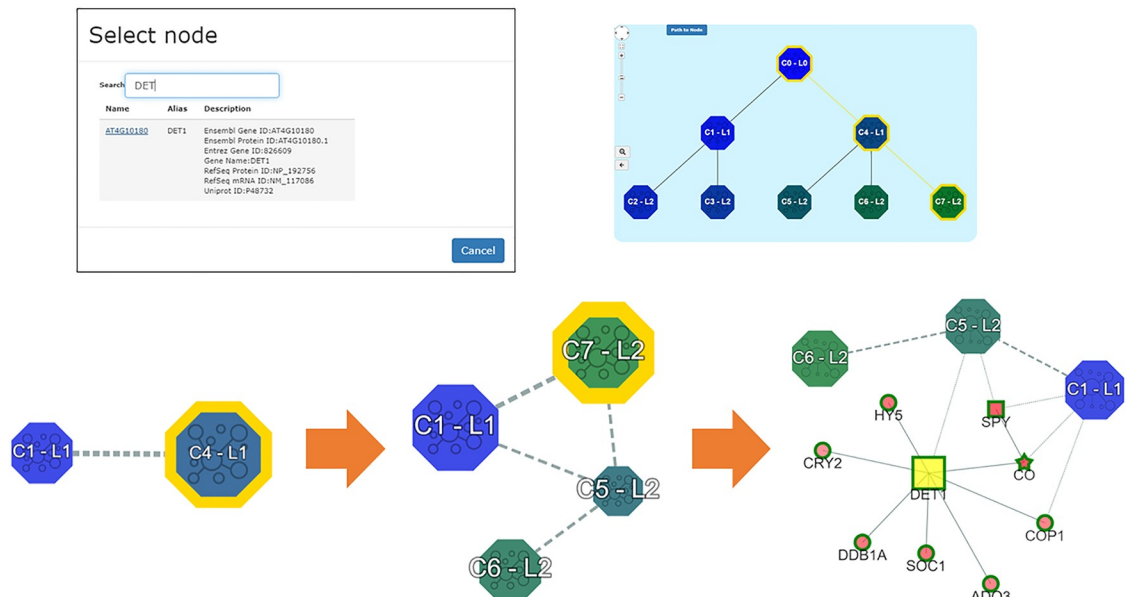 Select node
Search DET
Name Alias Description
AT4G10180 DET1 Ensembl Gene ID:AT4G10180
Ensembl Protein ID:AT4G10180.1
Entrez Gene ID:826609
Gene Name:DET1
RefSeq Protein ID:NP_192756
RefSeq mRNA ID:NM_117086
Uniprot ID:P48732
Cancel
Path to Node
C0 - L0
C1 - L1 C4 - L1
C2 - L2 C3 - L2 C5 - L2 C6 - L2 C7 - L2
C1 - L1 C4 - L1
C7 - L2
C1 - L1
C5 - L2
C6 - L2
C5 - L2
C6 - L2
C1 - L1
HY5
SPY
CRY2
CO
DET1
COP1
DDB1A
SOC1
ADO3